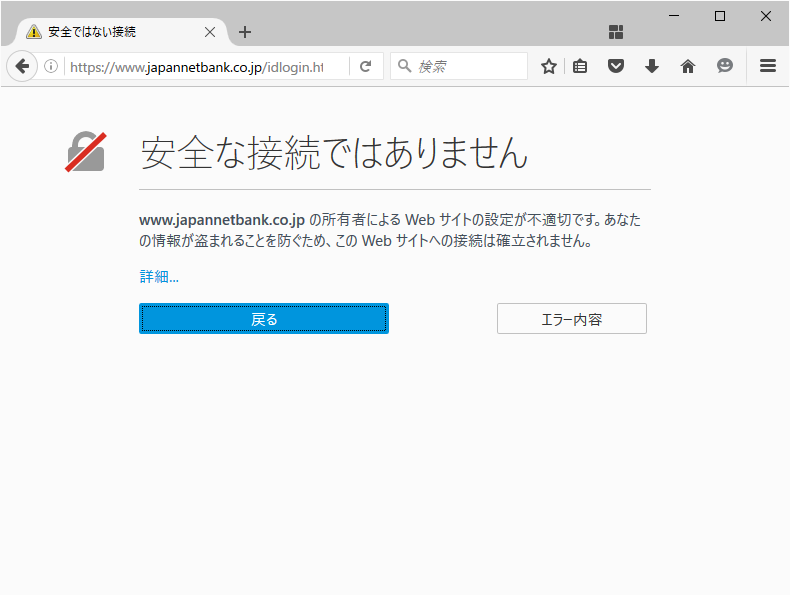 安全ではない接続
https://www.japannetbank.co.jp/idlogin.ht
検索
安全な接続ではありません
www.japannetbank.co.jp の所有者による Web サイトの設定が不適切です。あなた
の情報が盗まれることを防ぐため、この Web サイトへの接続は確立されません。
詳細...
戻る
エラー内容